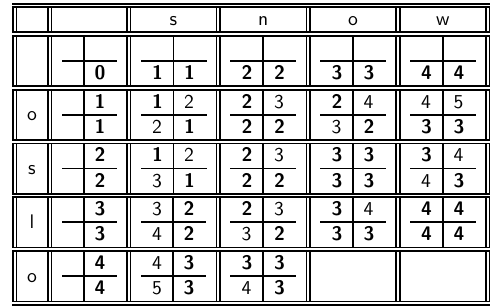 s n o w
0 1 1 2 2 3 3 4 4
o 1 1 2 2 3 2 4 4 5
1 2 1 2 2 3 2 3 3
s 2 1 2 2 3 3 3 3 4
2 3 1 2 2 3 3 4 3
l 3 3 2 2 3 3 4 4 4
3 4 2 3 2 3 3 4 4
o 4 4 3 3 3
4 5 3 4 3